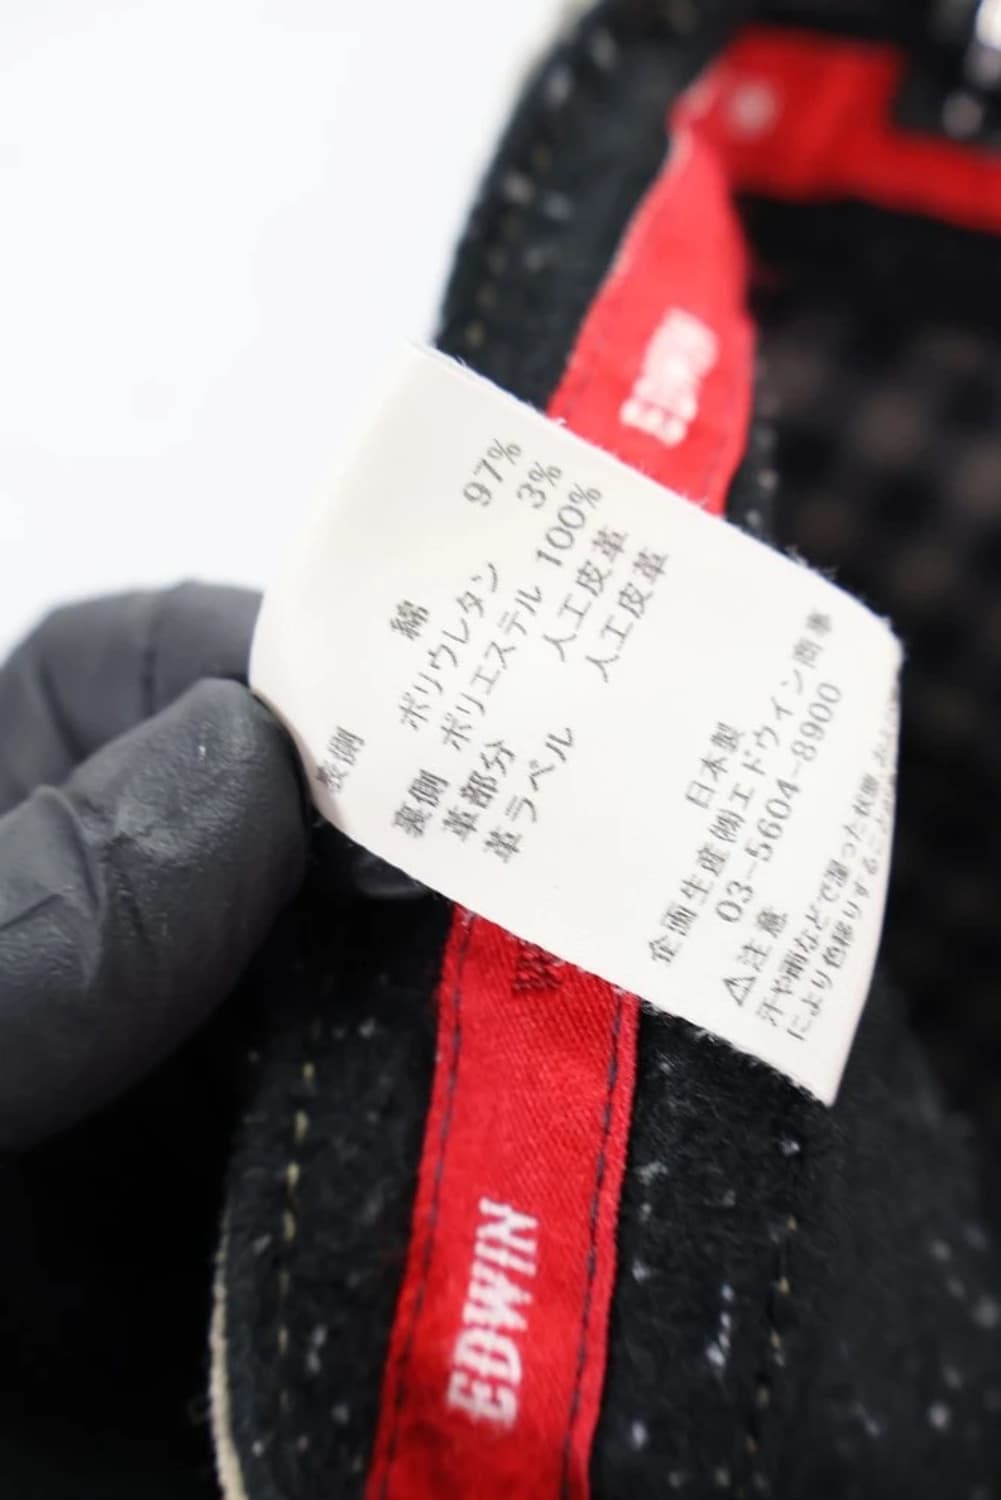 EDWIN
表側 綿 97%
ポリウレタン 3%
裏側 ポリエステル 100%
革部分 人工皮革
革ラベル 人工皮革
日本製
企画生産㈱エドウイン商事
03-5604-8900
⚠注意
汗や雨などで湿った状態
により色移りすること
EDWIN